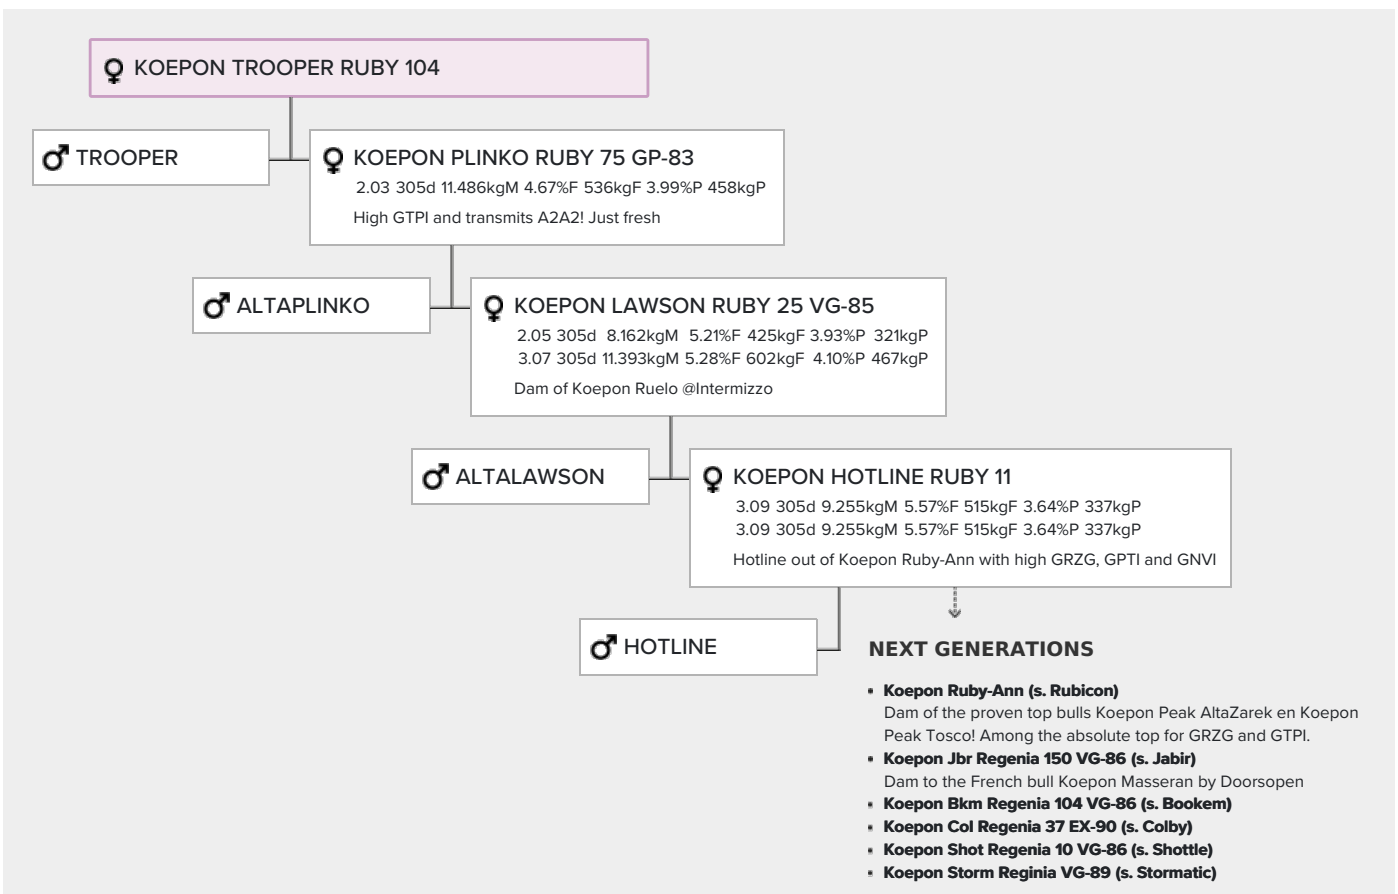 KOEPON TROOPER RUBY 104
TROOPER
KOEPON PLINKO RUBY 75 GP-83
2.03 305d 11.486kgM 4.67%F 536kgF 3.99%P 458kgP
High GTPI and transmits A2A2! Just fresh
ALTAPLINKO
KOEPON LAWSON RUBY 25 VG-85
2.05 305d 8.162kgM 5.21%F 425kgF 3.93%P 321kgP
3.07 305d 11.393kgM 5.28%F 602kgF 4.10%P 467kgP
Dam of Koepon Ruelo @Intermizzo
ALTALAWSON
KOEPON HOTLINE RUBY 11
3.09 305d 9.255kgM 5.57%F 515kgF 3.64%P 337kgP
3.09 305d 9.255kgM 5.57%F 515kgF 3.64%P 337kgP
Hotline out of Koepon Ruby-Ann with high GRZG, GPTI and GNVI
HOTLINE
NEXT GENERATIONS
Koepon Ruby-Ann (s. Rubicon)
Dam of the proven top bulls Koepon Peak AltaZarek en Koepon
Peak Tosco! Among the absolute top for GRZG and GTPI.
Koepon Jbr Regenia 150 VG-86 (s. Jabir)
Dam to the French bull Koepon Masseran by Doorsopen
Koepon Bkm Regenia 104 VG-86 (s. Bookem)
Koepon Col Regenia 37 EX-90 (s. Colby)
Koepon Shot Regenia 10 VG-86 (s. Shottle)
Koepon Storm Reginia VG-89 (s. Stormatic)